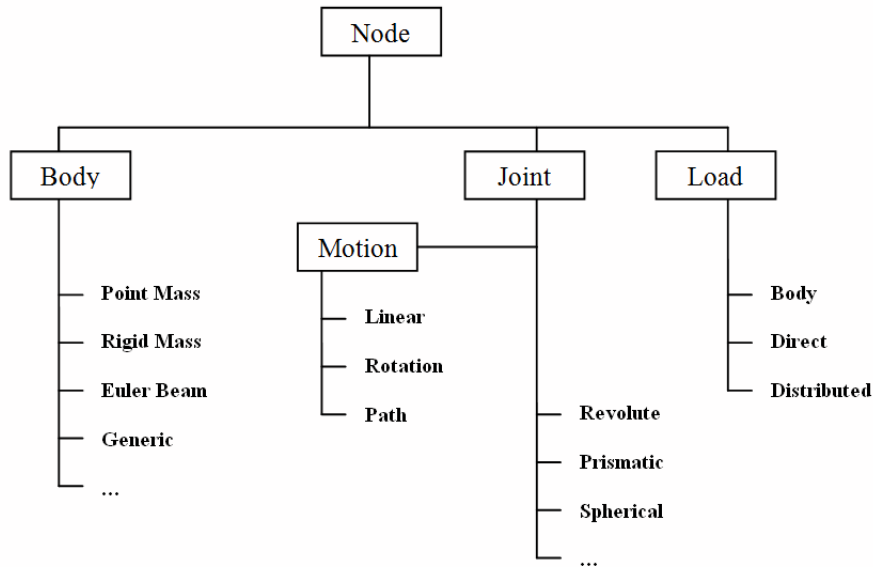 Node
Body
Joint
Load
Motion
Point Mass
Rigid Mass
Euler Beam
Generic
...
Linear
Rotation
Path
Revolute
Prismatic
Spherical
...
Body
Direct
Distributed